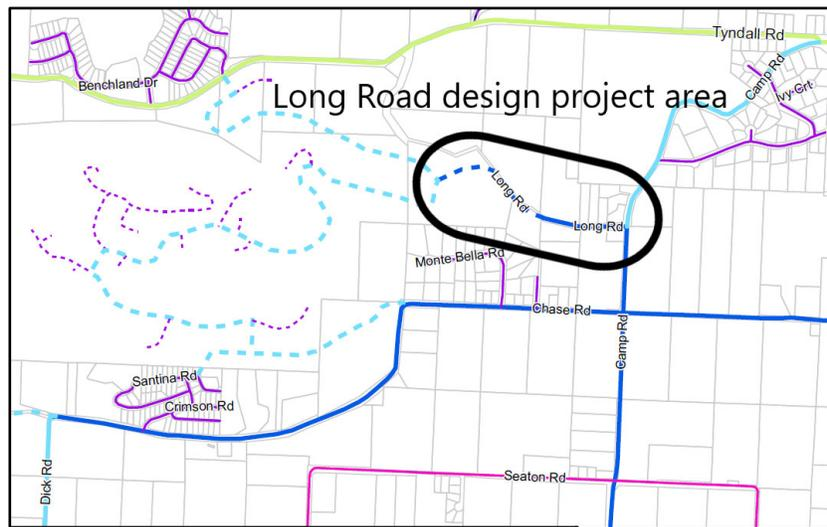 Tyndall Rd
Benchland Dr
Camp Rd
Ivy Crt
Long Road design project area
Long Rd
Long Rd
Monte Bella Rd
Chase Rd
Camp Rd
Santina Rd
Crimson Rd
Dick Rd
Seaton Rd